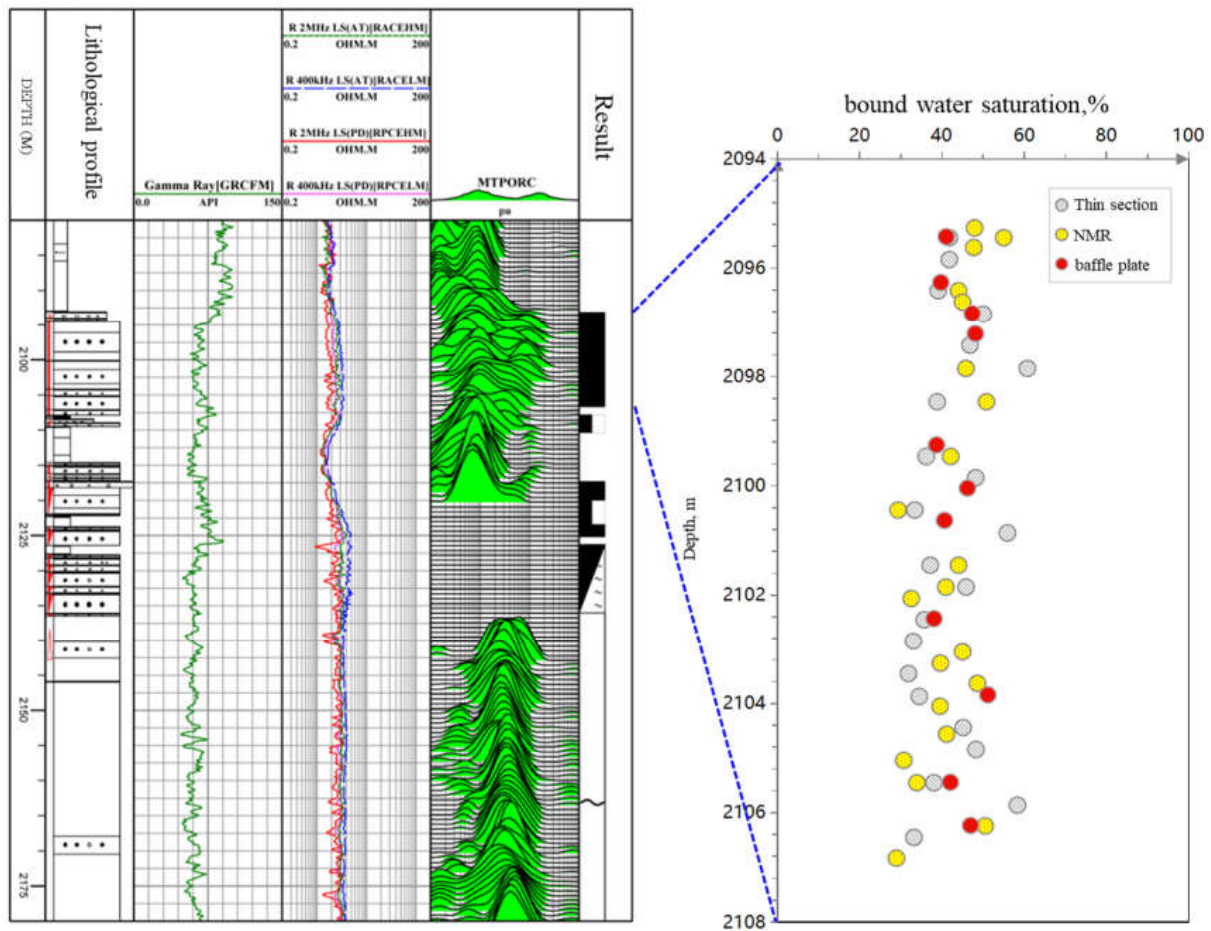 DEPTH (M)
Lithological profile
Gamma Ray[GRCFM]
0.0 API 150
R 2MHz LS(AT)[RACEHM]
0.2 OHM.M 200
R 400kHz LS(AT)[RACELM]
0.2 OHM.M 200
R 2MHz LS(PD)[RPCEHM]
0.2 OHM.M 200
R 400kHz LS(PD)[RPCELM]
0.2 OHM.M 200
MTPORC
pu
Result
2100
2125
2150
2175
bound water saturation,%
0 20 40 60 80 100
Depth, m
2094
2096
2098
2100
2102
2104
2106
2108
Thin section
NMR
baffle plate